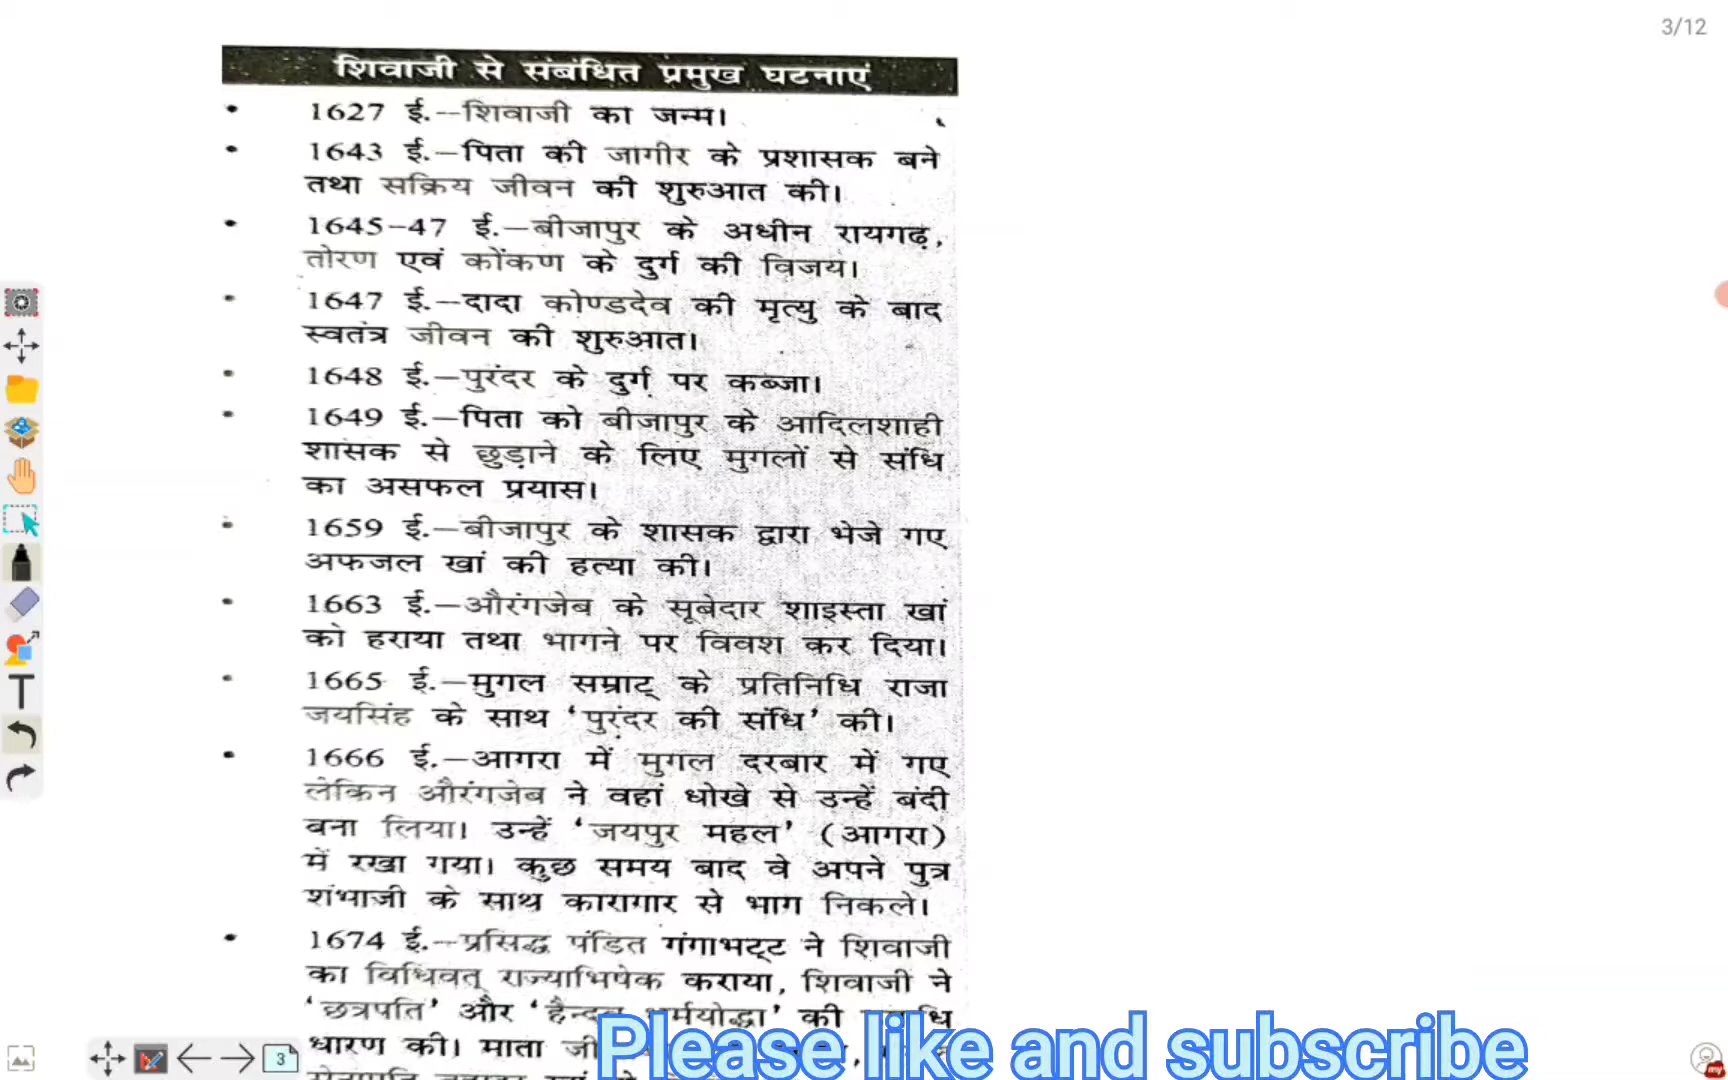 3/12
शिवाजी से संबंधित प्रमुख घटनाएं
• 1627 ई.--शिवाजी का जन्म।
• 1643 ई.–पिता की जागीर के प्रशासक बने
तथा सक्रिय जीवन की शुरुआत की।
• 1645–47 ई.–बीजापुर के अधीन रायगढ़,
तोरण एवं कोंकण के दुर्ग की विजय।
• 1647 ई.–दादा कोण्डदेव की मृत्यु के बाद
स्वतंत्र जीवन की शुरुआत।
• 1648 ई.–पुरंदर के दुर्ग पर कब्जा।
• 1649 ई.–पिता को बीजापुर के आदिलशाही
शासक से छुड़ाने के लिए मुगलों से संधि
का असफल प्रयास।
• 1659 ई.–बीजापुर के शासक द्वारा भेजे गए
अफजल खां की हत्या की।
• 1663 ई.–औरंगजेब के सूबेदार शाइस्ता खां
को हराया तथा भागने पर विवश कर दिया।
• 1665 ई.–मुगल सम्राट् के प्रतिनिधि राजा
जयसिंह के साथ ‘पुरंदर की संधि’ की।
• 1666 ई.–आगरा में मुगल दरबार में गए
लेकिन औरंगजेब ने वहां धोखे से उन्हें बंदी
बना लिया। उन्हें ‘जयपुर महल’ (आगरा)
में रखा गया। कुछ समय बाद वे अपने पुत्र
शंभाजी के साथ कारागार से भाग निकले।
• 1674 ई.–प्रसिद्ध पंडित गंगाभट्ट ने शिवाजी
का विधिवत् राज्याभिषेक कराया, शिवाजी ने
‘छत्रपति’ और की
धारण की। माता
Please like and subscribe
T
3
my